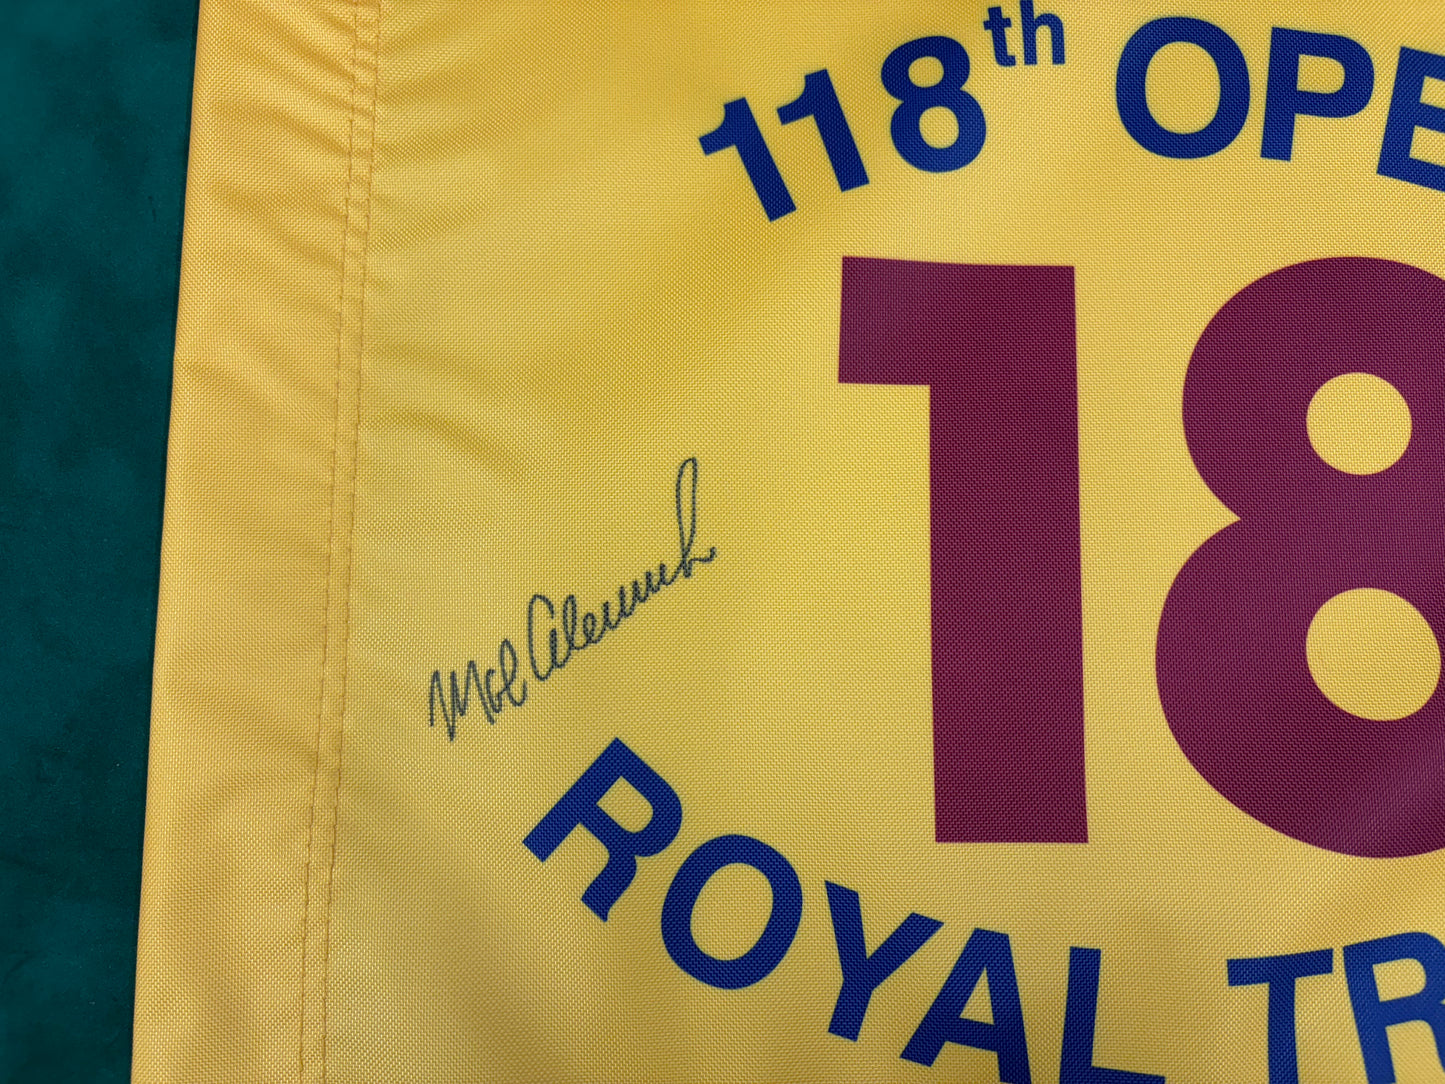 118th OPE
18
ROYAL TR